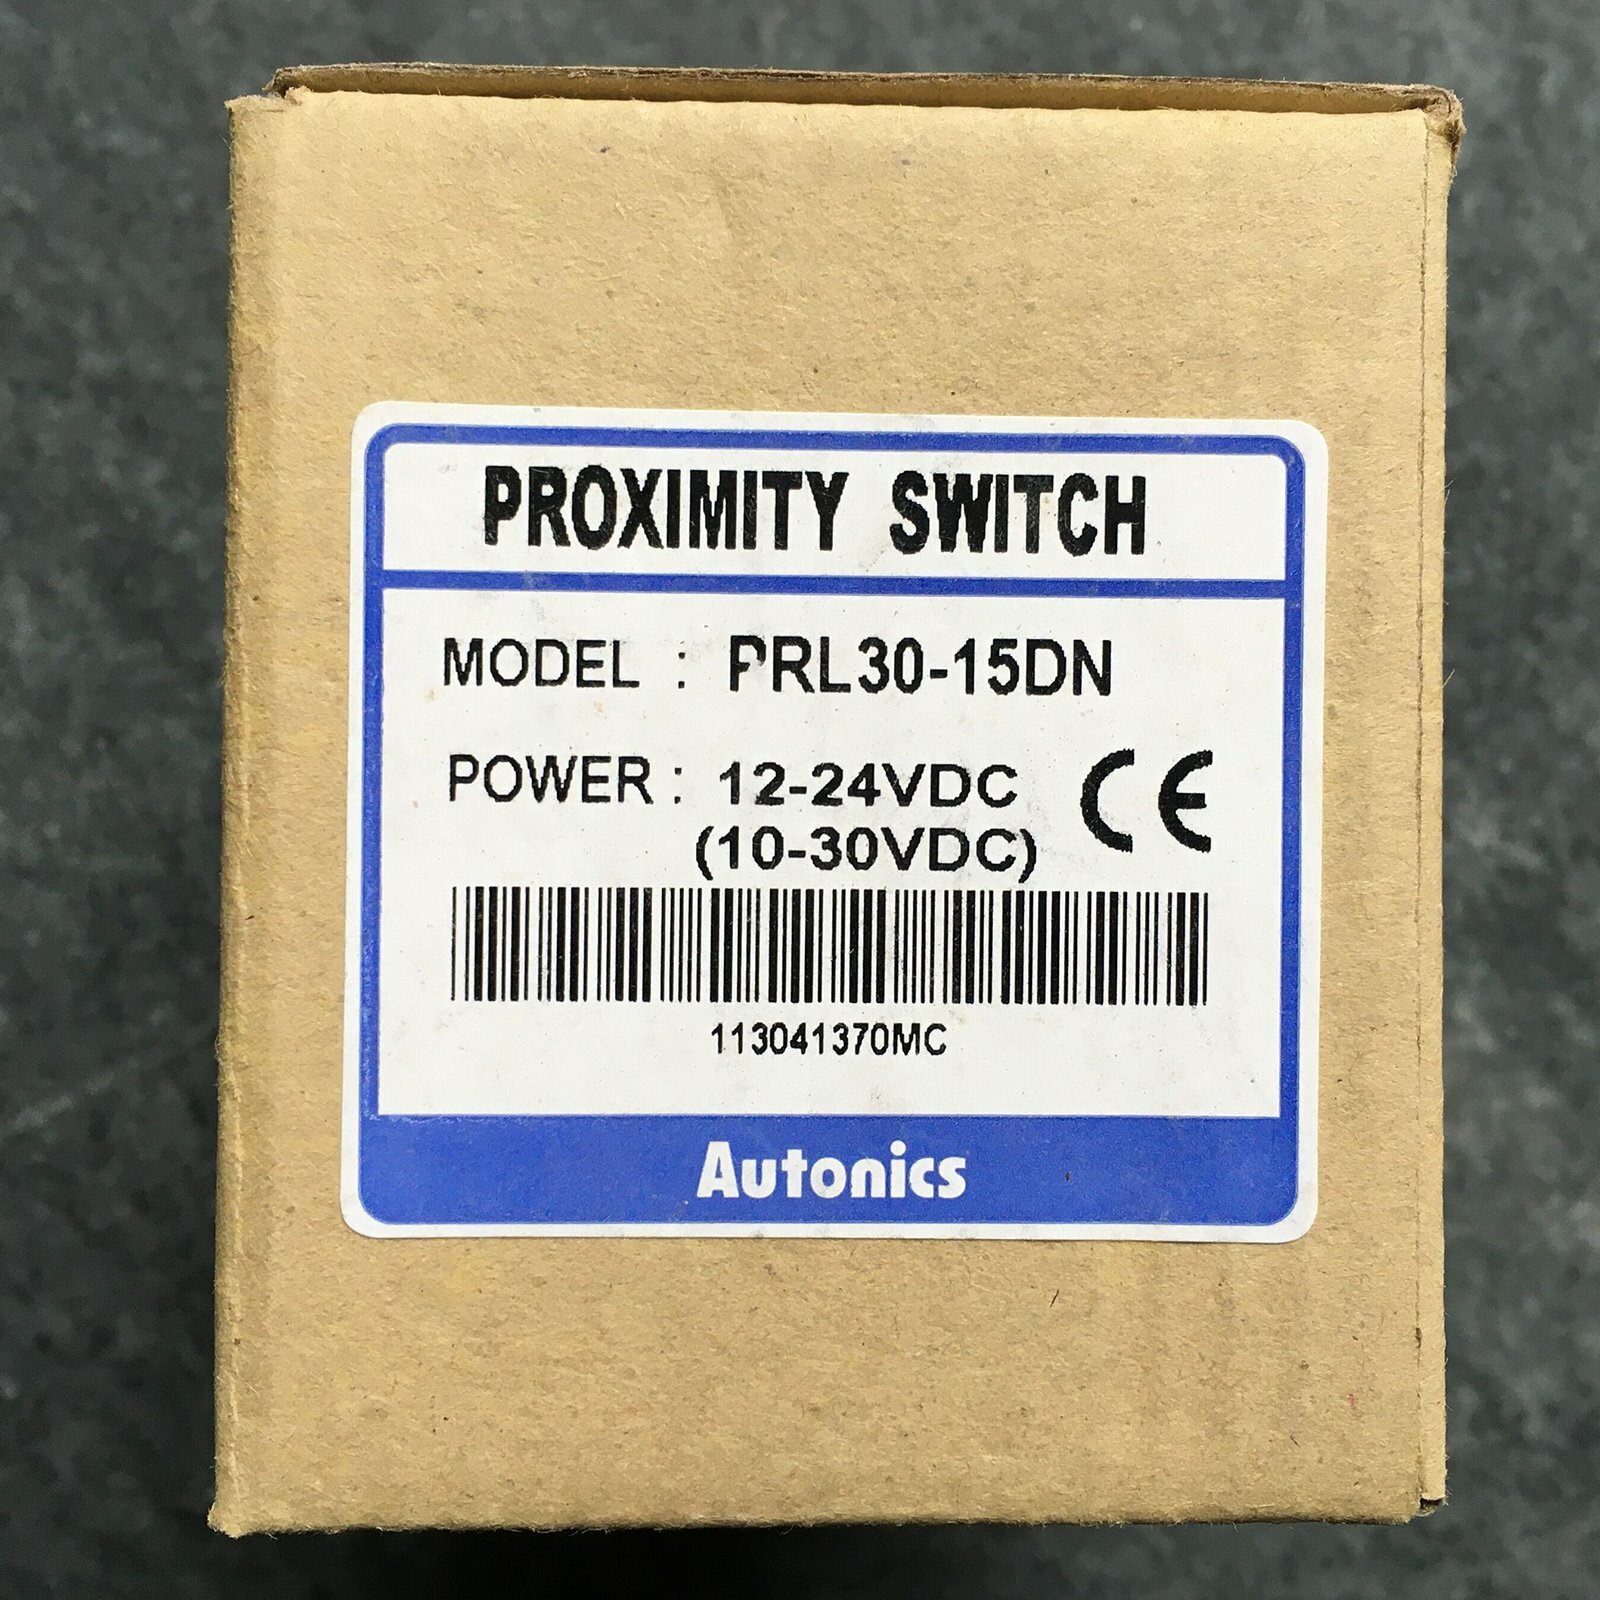 PROXIMITY SWITCH
MODEL : PRL30-15DN
POWER : 12-24VDC
(10-30VDC)
CE
113041370MC
Autonics